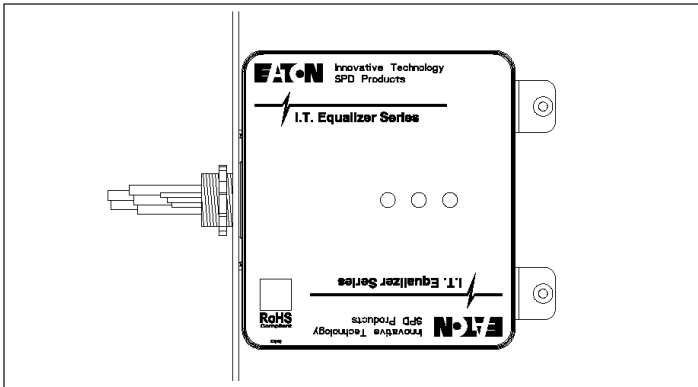 EATON Innovative Technology
SPD Products
I.T. Equalizer Series
I.T. Equalizer Series
RoHS
Compliant
EATON Innovative Technology
SPD Products